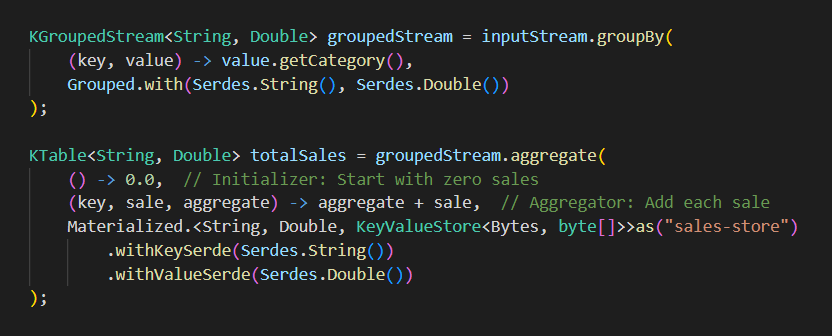 KGroupedStream<String, Double> groupedStream = inputStream.groupBy(
    (key, value) -> value.getCategory(),
    Grouped.with(Serdes.String(), Serdes.Double())
);

KTable<String, Double> totalSales = groupedStream.aggregate(
    () -> 0.0,  // Initializer: Start with zero sales
    (key, sale, aggregate) -> aggregate + sale,  // Aggregator: Add each sale
    Materialized.<String, Double, KeyValueStore<Bytes, byte[]>>as("sales-store")
        .withKeySerde(Serdes.String())
        .withValueSerde(Serdes.Double())
);